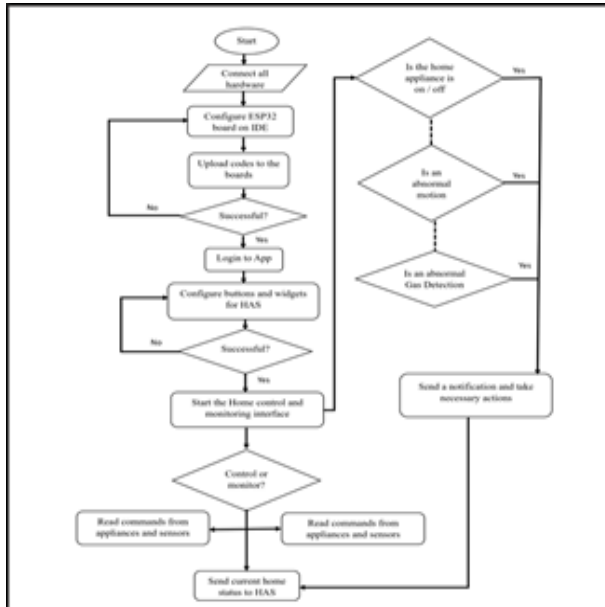 Start
Connect all
hardware
Configure ESP32
board on IDE
Upload codes to the
boards
No
Successful?
Yes
Login to App
Configure buttons and widgets
for HAS
No
Successful?
Yes
Start the Home control and
monitoring interface
Control or
monitor?
Read commands from
appliances and sensors
Read commands from
appliances and sensors
Send current home
status to HAS
Is the home
appliance is
on / off
Yes
Is an
abnormal
motion
Yes
Is an abnormal
Gas Detection
Yes
Send a notification and take
necessary actions